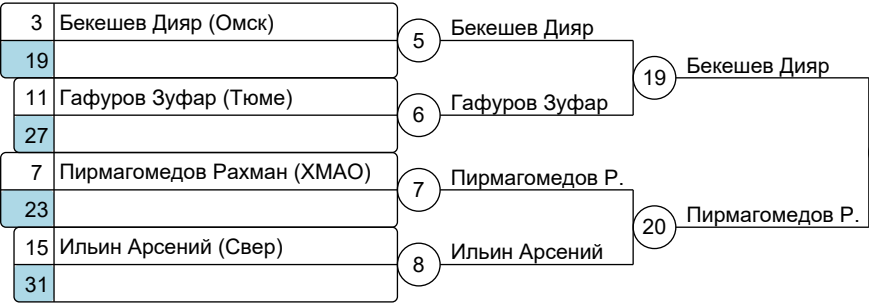 3 Бекешев Дияр (Омск)
19
5 Бекешев Дияр
11 Гафуров Зуфар (Тюме)
27
6 Гафуров Зуфар
19 Бекешев Дияр
7 Пирмагомедов Рахман (ХМАО)
23
7 Пирмагомедов Р.
15 Ильин Арсений (Свер)
31
8 Ильин Арсений
20 Пирмагомедов Р.